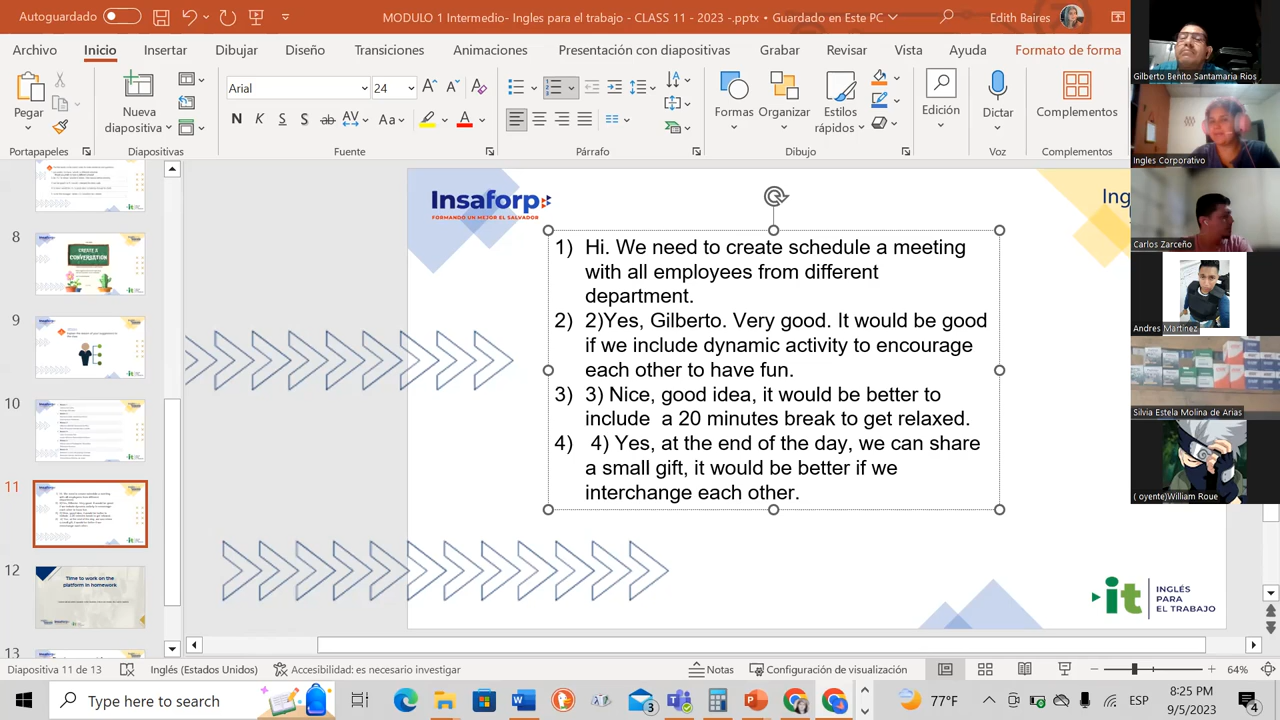 MODULO 1 Intermedio- Ingles para el trabajo - CLASS 11 - 2023 -.pptx • Guardado en Este PC
Edith Baires
Autoguardado
Archivo Inicio Insertar Dibujar Diseño Transiciones Animaciones Presentación con diapositivas Grabar Revisar Vista Ayuda Formato de forma
Pegar
Nueva diapositiva
Arial 24
N K S S ab AV Aa A
Formas Organizar Estilos rápidos
Edición Dictar Complementos
Portapapeles Diapositivas Fuente Párrafo Dibujo Voz Complementos
Gilberto Benito Santamaria Rios
Ingles Corporativo
Carlos Zarceño
Andres Martínez
Silvia Estela Molina de Arias
( oyente)William Roue
8
CREATE A
CONVERSATION
9
10
11
12
Time to work on the
platform in homework
13
Insaforp
FORMANDO UN MEJOR EL SALVADOR
Ing
1) Hi. We need to create schedule a meeting
with all employees from different
department.
2) 2)Yes, Gilberto. Very good. It would be good
if we include dynamic activity to encourage
each other to have fun.
3) 3) Nice, good idea, it would be better to
include a 20 minutes break to get relaxed.
4) 4) Yes, at the end of the day, we can share
a small gift, it would be better if we
interchange each other.
it
INGLÉS
PARA
EL TRABAJO
Diapositiva 11 de 13 Inglés (Estados Unidos) Accesibilidad: es necesario investigar Notas Configuración de visualización 64%
Type here to search
3
77°F
ESP
8:25 PM
9/5/2023
4